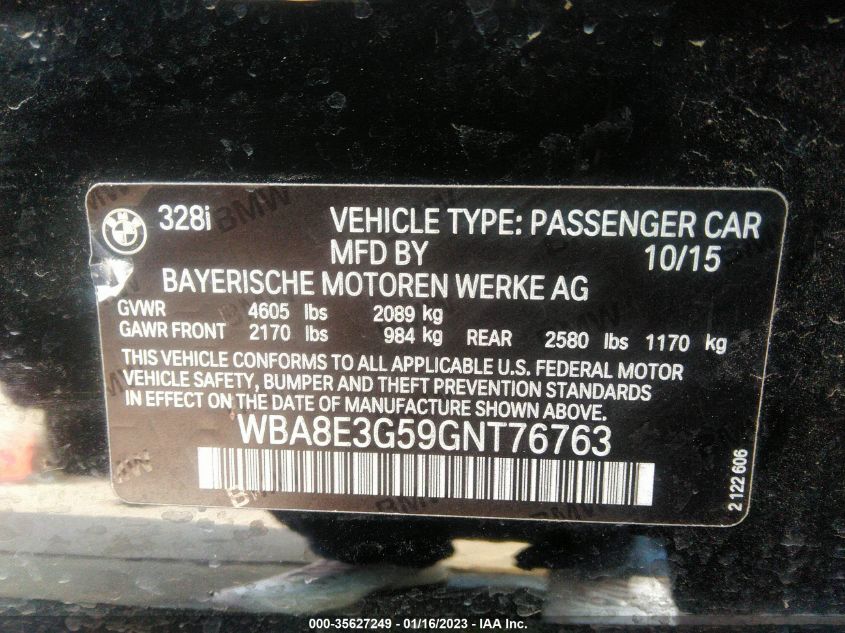 328i VEHICLE TYPE: PASSENGER CAR
MFD BY 10/15
BAYERISCHE MOTOREN WERKE AG
GVWR 4605 lbs 2089 kg
GAWR FRONT 2170 lbs 984 kg REAR 2580 lbs 1170 kg
THIS VEHICLE CONFORMS TO ALL APPLICABLE U.S. FEDERAL MOTOR
VEHICLE SAFETY, BUMPER AND THEFT PREVENTION STANDARDS
IN EFFECT ON THE DATE OF MANUFACTURE SHOWN ABOVE.
WBA8E3G59GNT76763
2 122 606
000-35627249 - 01/16/2023 - IAA Inc.